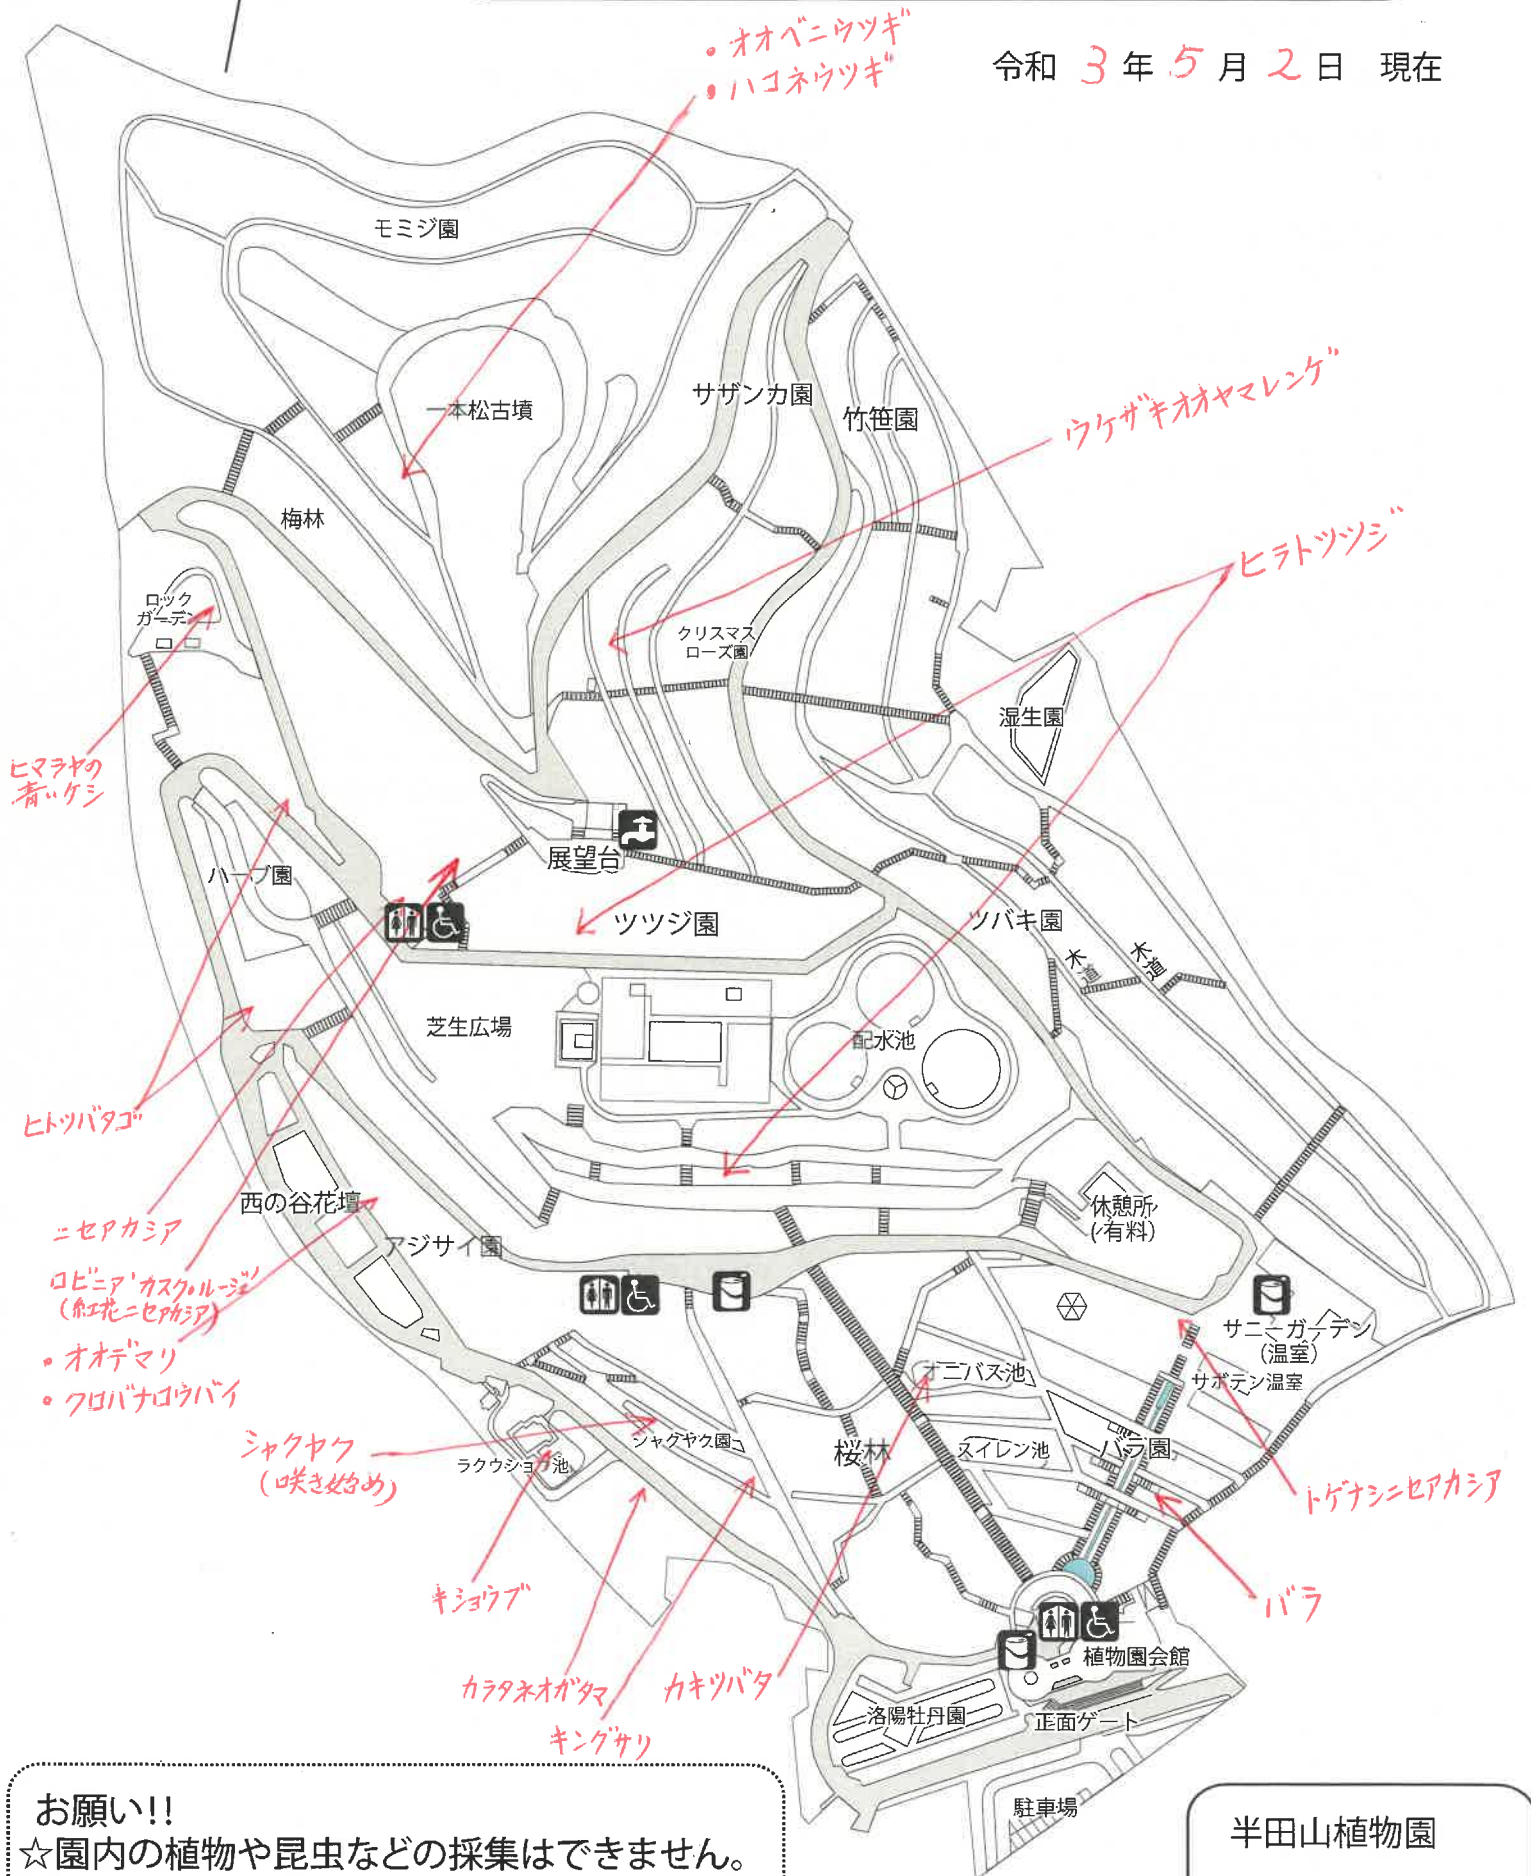 ・オオベニウツギ
・ハコネウツギ
令和 3 年 5 月 2 日 現在
モミジ園
一本松古墳
サザンカ園
竹笹園
ウケザキオオヤマレンゲ
梅林
ヒラドツツジ
ロック
ガーデン
クリスマス
ローズ園
湿生園
ヒマラヤの
青いケシ
展望台
ハーブ園
ツツジ園
ツバキ園
木道
木道
芝生広場
配水池
ヒトツバタゴ
西の谷花壇
休憩所
(有料)
ニセアカシア
アジサイ園
ロビニア'カスクルージュ'
(紅花ニセアカシア)
サニーガーデン
(温室)
・オオデマリ
オニバス池
サボテン温室
・クロバナロウバイ
シャクヤク
(咲き始め)
シャクヤク園
ラクウショウ池
桜林
スイレン池
バラ園
トゲナシニセアカシア
キショウブ
バラ
植物園会館
カラタネオガタマ
カキツバタ
キングサリ
洛陽牡丹園
正面ゲート
駐車場
お願い!!
☆園内の植物や昆虫などの採集はできません。
半田山植物園